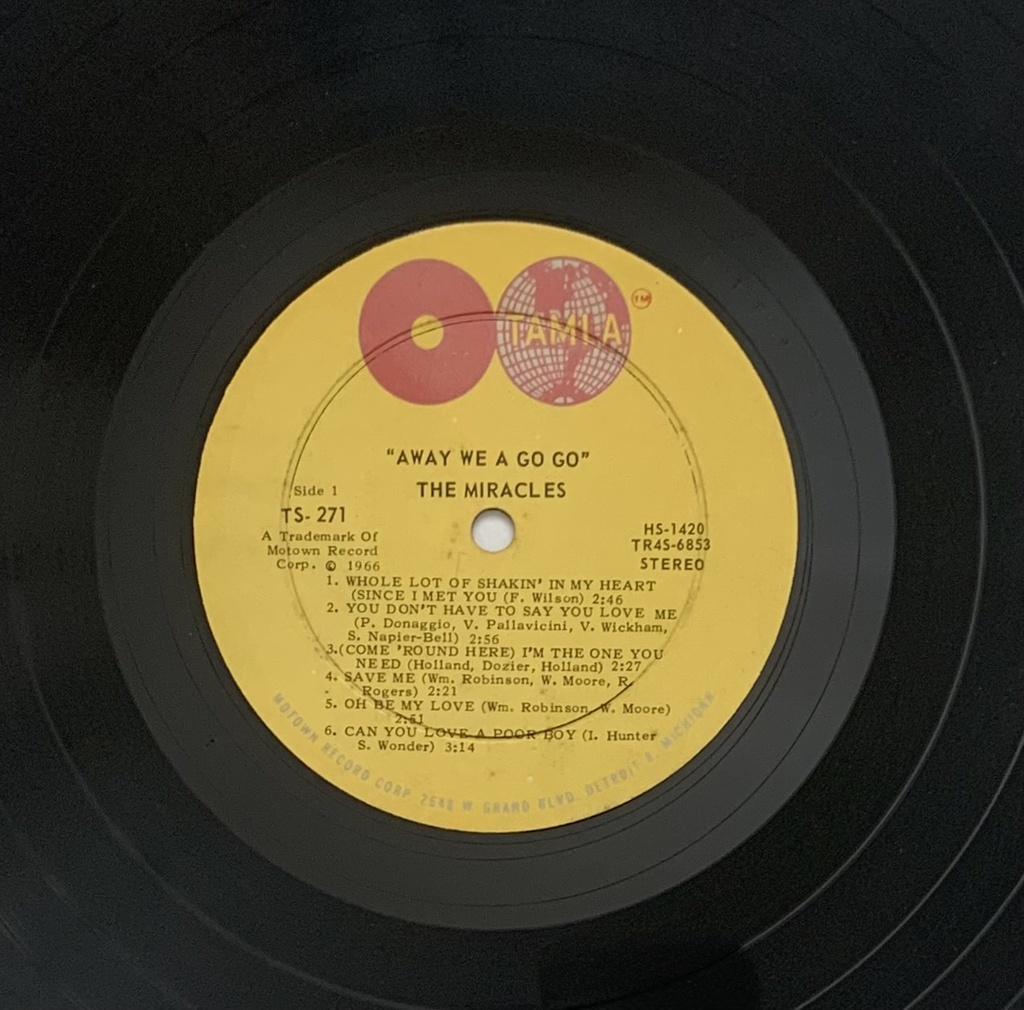 TAMLA
TM
"AWAY WE A GO GO"
Side 1
THE MIRACLES
TS-271
A Trademark Of
Motown Record
Corp. © 1966
HS-1420
TR4S-6853
STEREO
1. WHOLE LOT OF SHAKIN' IN MY HEART
(SINCE I MET YOU (F. Wilson) 2:46
2. YOU DON'T HAVE TO SAY YOU LOVE ME
(P. Donaggio, V. Pallavicini, V. Wickham,
S. Napier-Bell) 2:56
3.(COME 'ROUND HERE) I'M THE ONE YOU
NEED (Holland, Dozier, Holland) 2:27
4. SAVE ME (Wm. Robinson, W. Moore, R.
Rogers) 2:21
5. OH BE MY LOVE (Wm. Robinson, W. Moore)
2:51
6. CAN YOU LOVE A POOR BOY (I. Hunter
S. Wonder) 3:14
MOTOWN RECORD CORP 2648 W GRAND BLVD. DETROIT 8, MICHIGAN